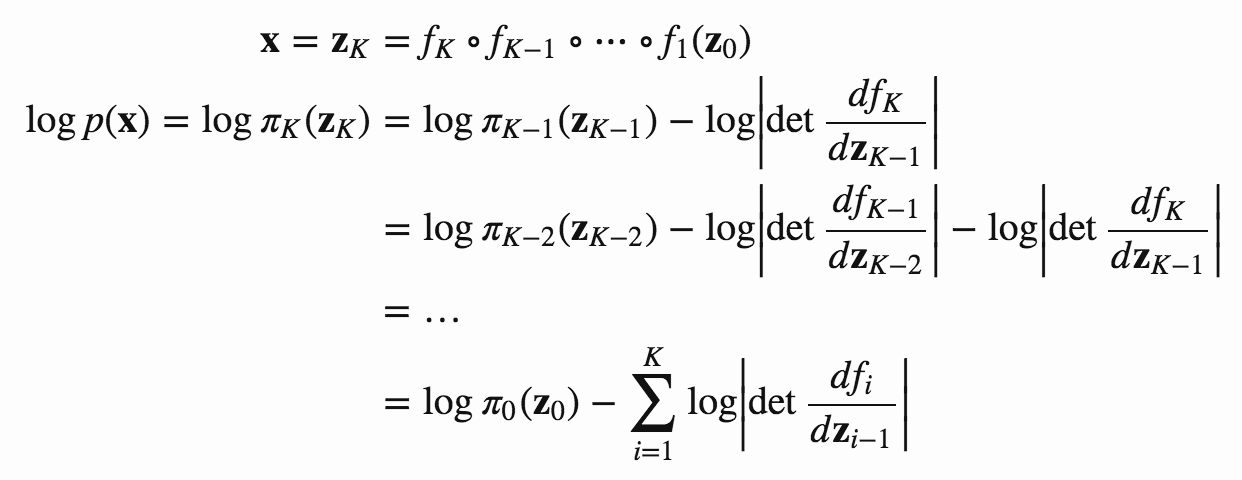 𝐱 = 𝐳_K = f_K ∘ f_{K−1} ∘ ⋯ ∘ f_1(𝐳_0)
log p(𝐱) = log π_K(𝐳_K) = log π_{K−1}(𝐳_{K−1}) − log|det df_K/d𝐳_{K−1}|
= log π_{K−2}(𝐳_{K−2}) − log|det df_{K−1}/d𝐳_{K−2}| − log|det df_K/d𝐳_{K−1}|
= …
= log π_0(𝐳_0) − ∑_{i=1}^{K} log|det df_i/d𝐳_{i−1}|